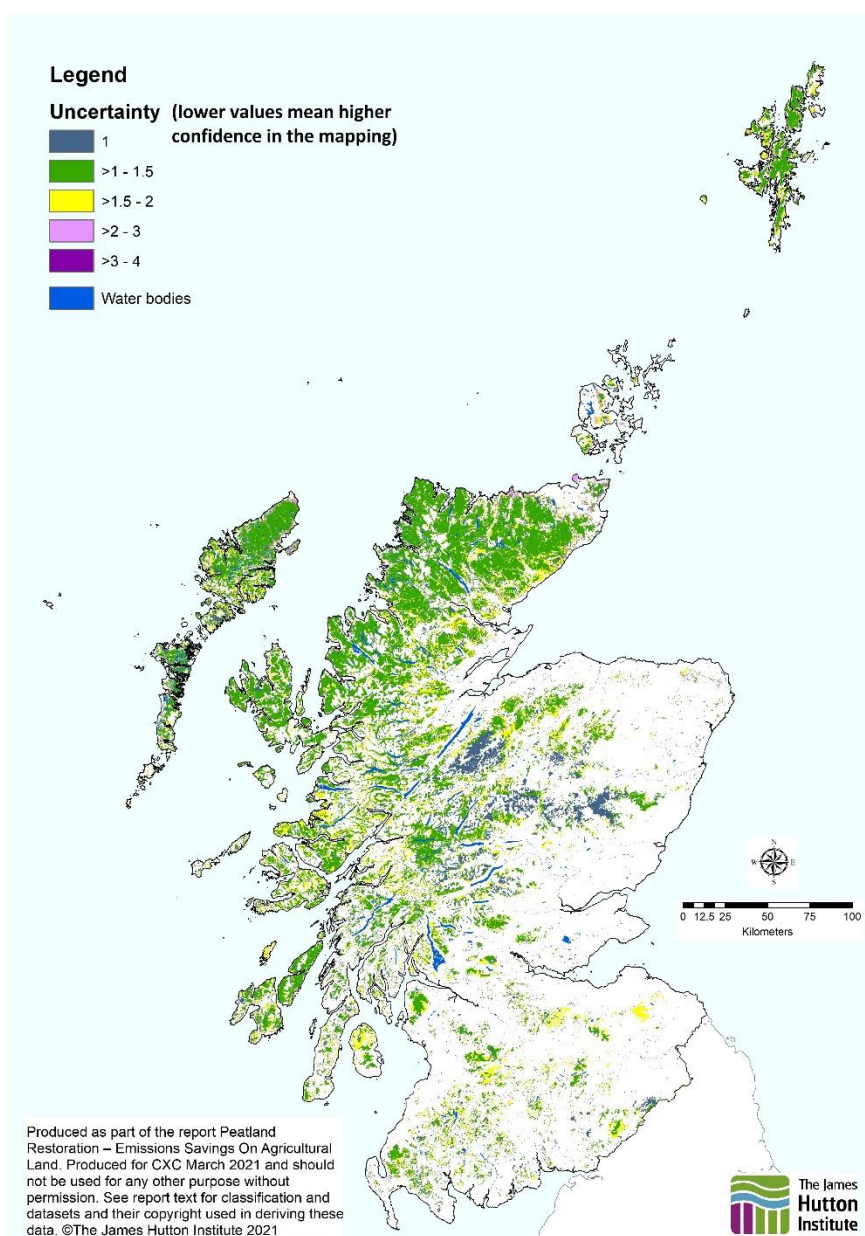 Legend
Uncertainty (lower values mean higher
confidence in the mapping)
1
>1 - 1.5
>1.5 - 2
>2 - 3
>3 - 4
Water bodies
N
W E
S
0 12.5 25 50 75 100
Kilometers
Produced as part of the report Peatland
Restoration – Emissions Savings On Agricultural
Land. Produced for CXC March 2021 and should
not be used for any other purpose without
permission. See report text for classification and
datasets and their copyright used in deriving these
data. ©The James Hutton Institute 2021
The James
Hutton
Institute